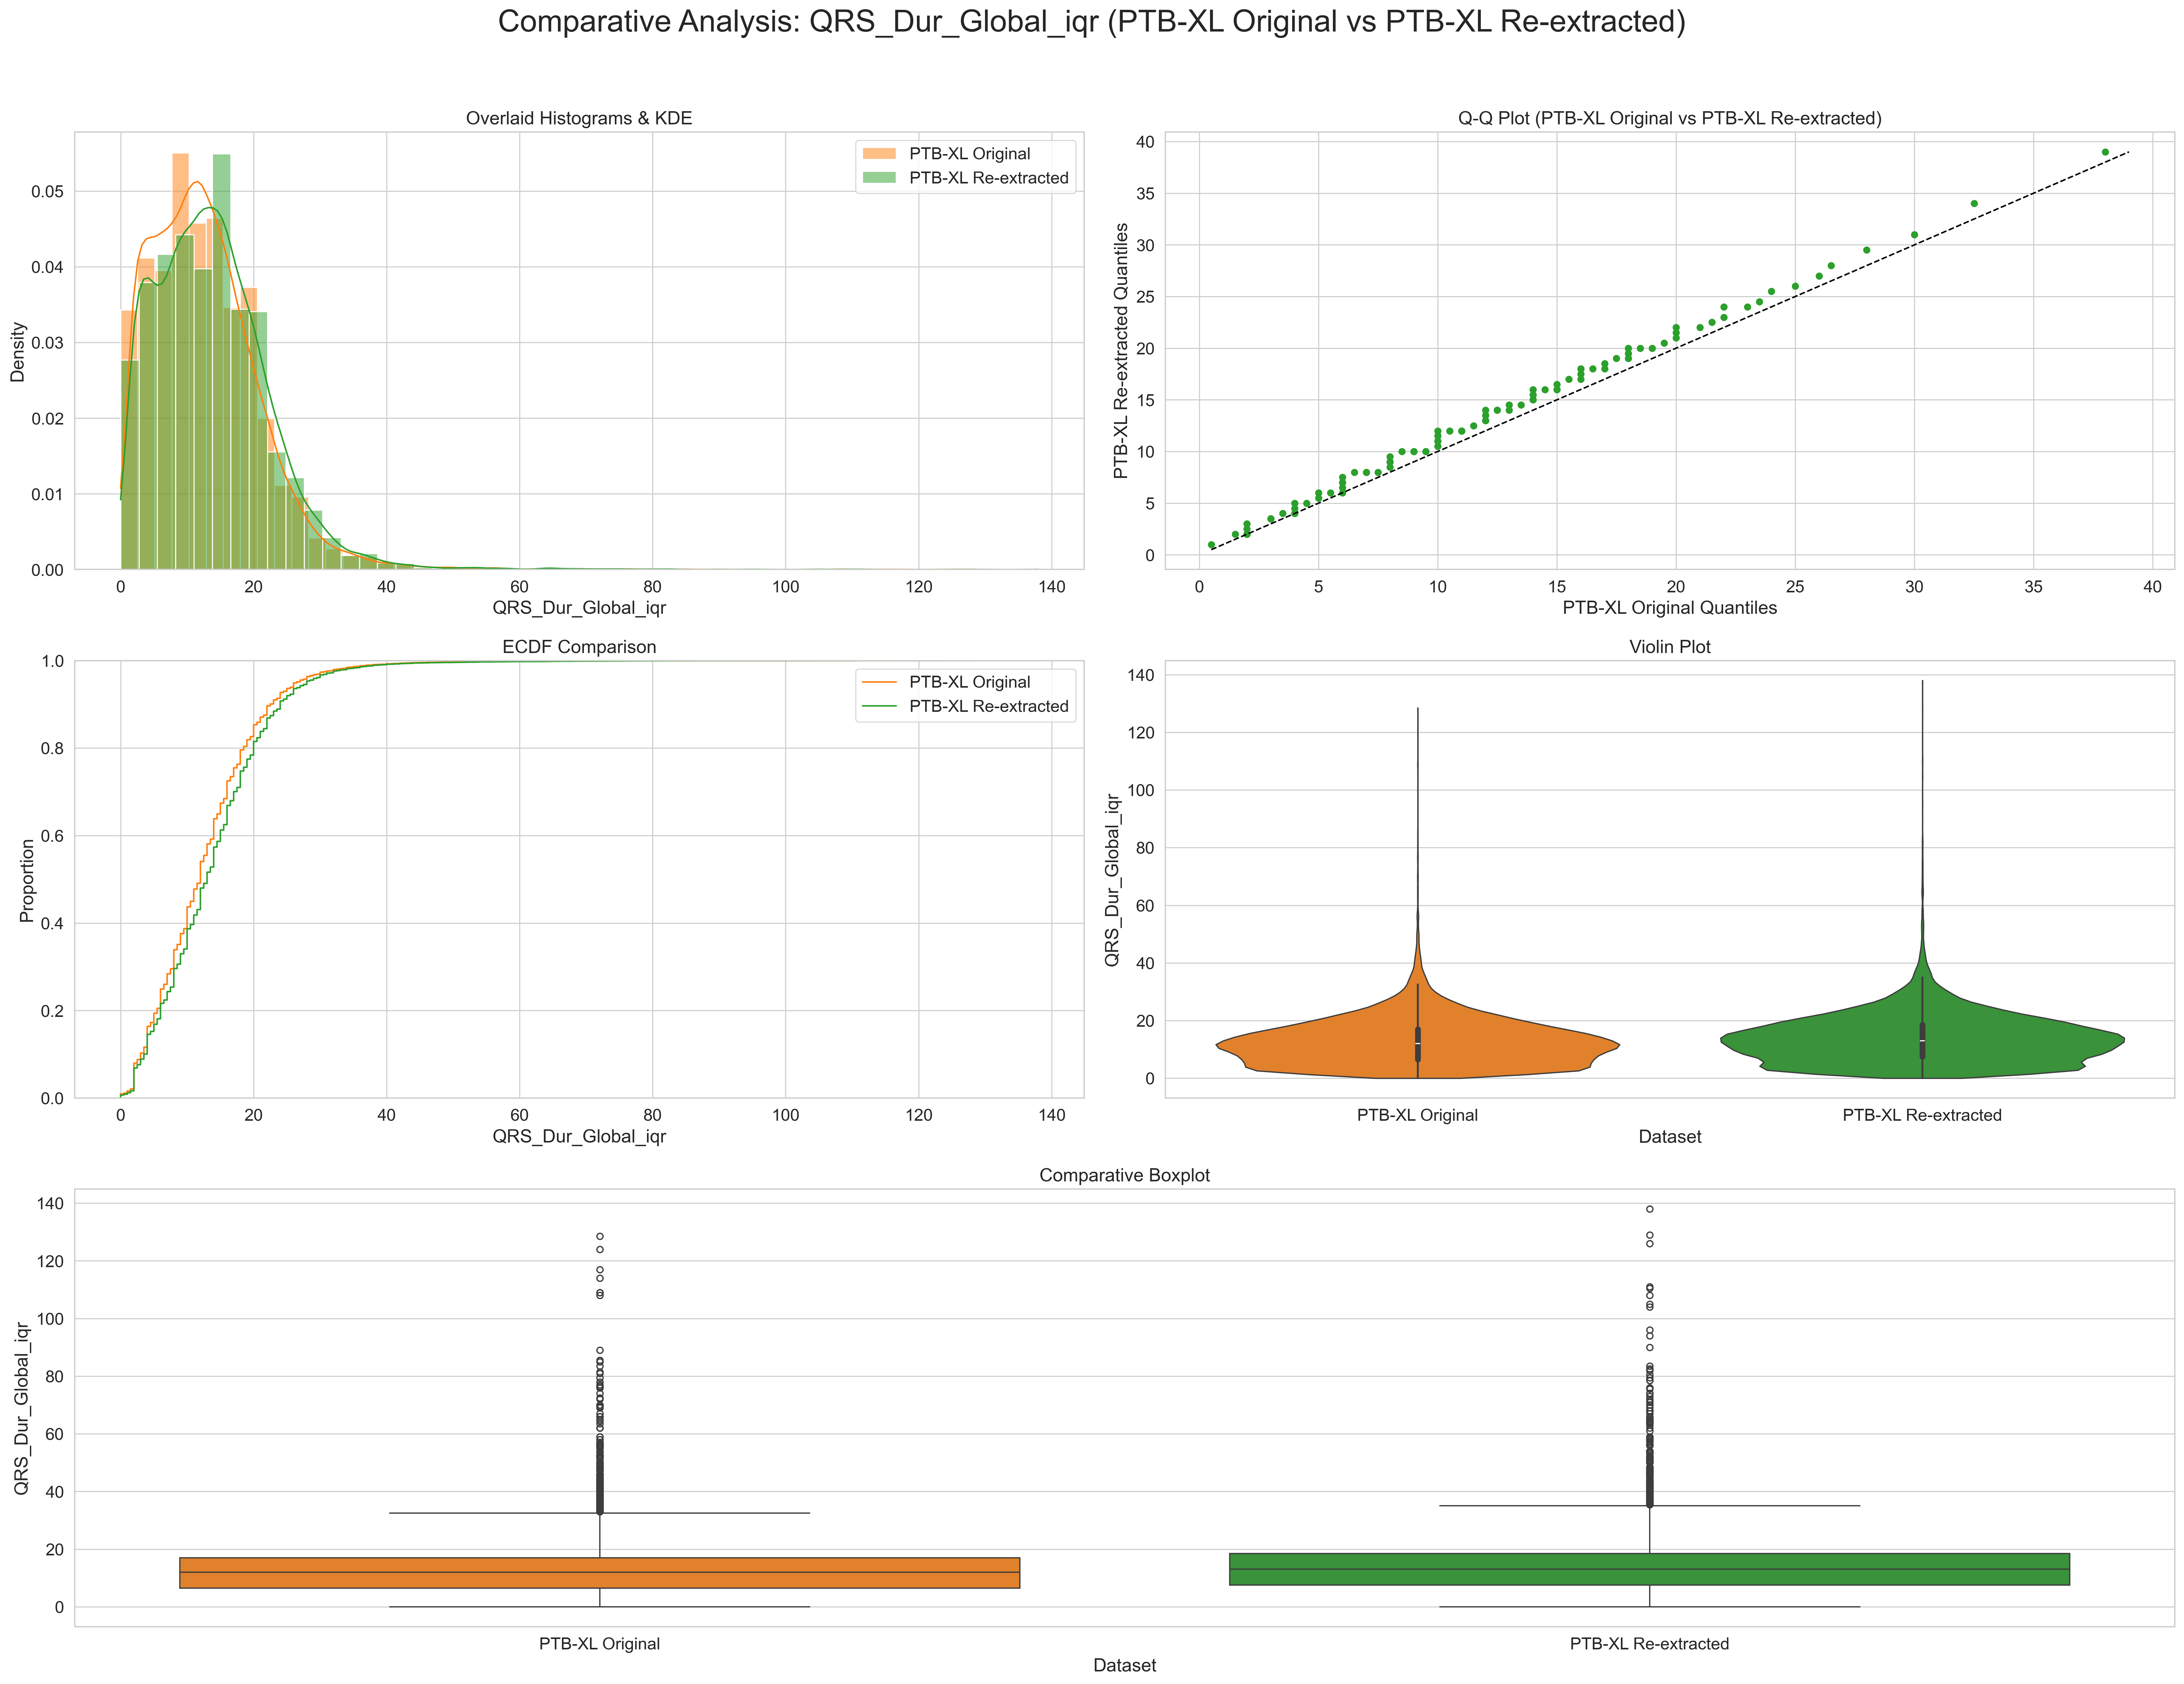 Comparative Analysis: QRS_Dur_Global_iqr (PTB-XL Original vs PTB-XL Re-extracted)
Overlaid Histograms & KDE
PTB-XL Original
PTB-XL Re-extracted
Density
0.05
0.04
0.03
0.02
0.01
0.00
0 20 40 60 80 100 120 140
QRS_Dur_Global_iqr
Q-Q Plot (PTB-XL Original vs PTB-XL Re-extracted)
PTB-XL Re-extracted Quantiles
40
35
30
25
20
15
10
5
0
0 5 10 15 20 25 30 35 40
PTB-XL Original Quantiles
ECDF Comparison
PTB-XL Original
PTB-XL Re-extracted
Proportion
1.0
0.8
0.6
0.4
0.2
0.0
0 20 40 60 80 100 120 140
QRS_Dur_Global_iqr
Violin Plot
QRS_Dur_Global_iqr
140
120
100
80
60
40
20
0
PTB-XL Original PTB-XL Re-extracted
Dataset
Comparative Boxplot
QRS_Dur_Global_iqr
140
120
100
80
60
40
20
0
PTB-XL Original PTB-XL Re-extracted
Dataset